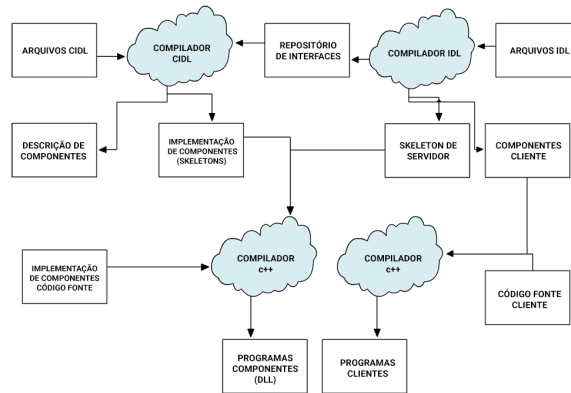 ARQUIVOS CIDL
COMPILADOR
CIDL
REPOSITÓRIO
DE INTERFACES
COMPILADOR IDL
ARQUIVOS IDL
DESCRIÇÃO DE
COMPONENTES
IMPLEMENTAÇÃO
DE COMPONENTES
(SKELETONS)
SKELETON DE
SERVIDOR
COMPONENTES
CLIENTE
IMPLEMENTAÇÃO
DE COMPONENTES
CÓDIGO FONTE
COMPILADOR
c++
COMPILADOR
c++
CÓDIGO FONTE
CLIENTE
PROGRAMAS
COMPONENTES
(DLL)
PROGRAMAS
CLIENTES